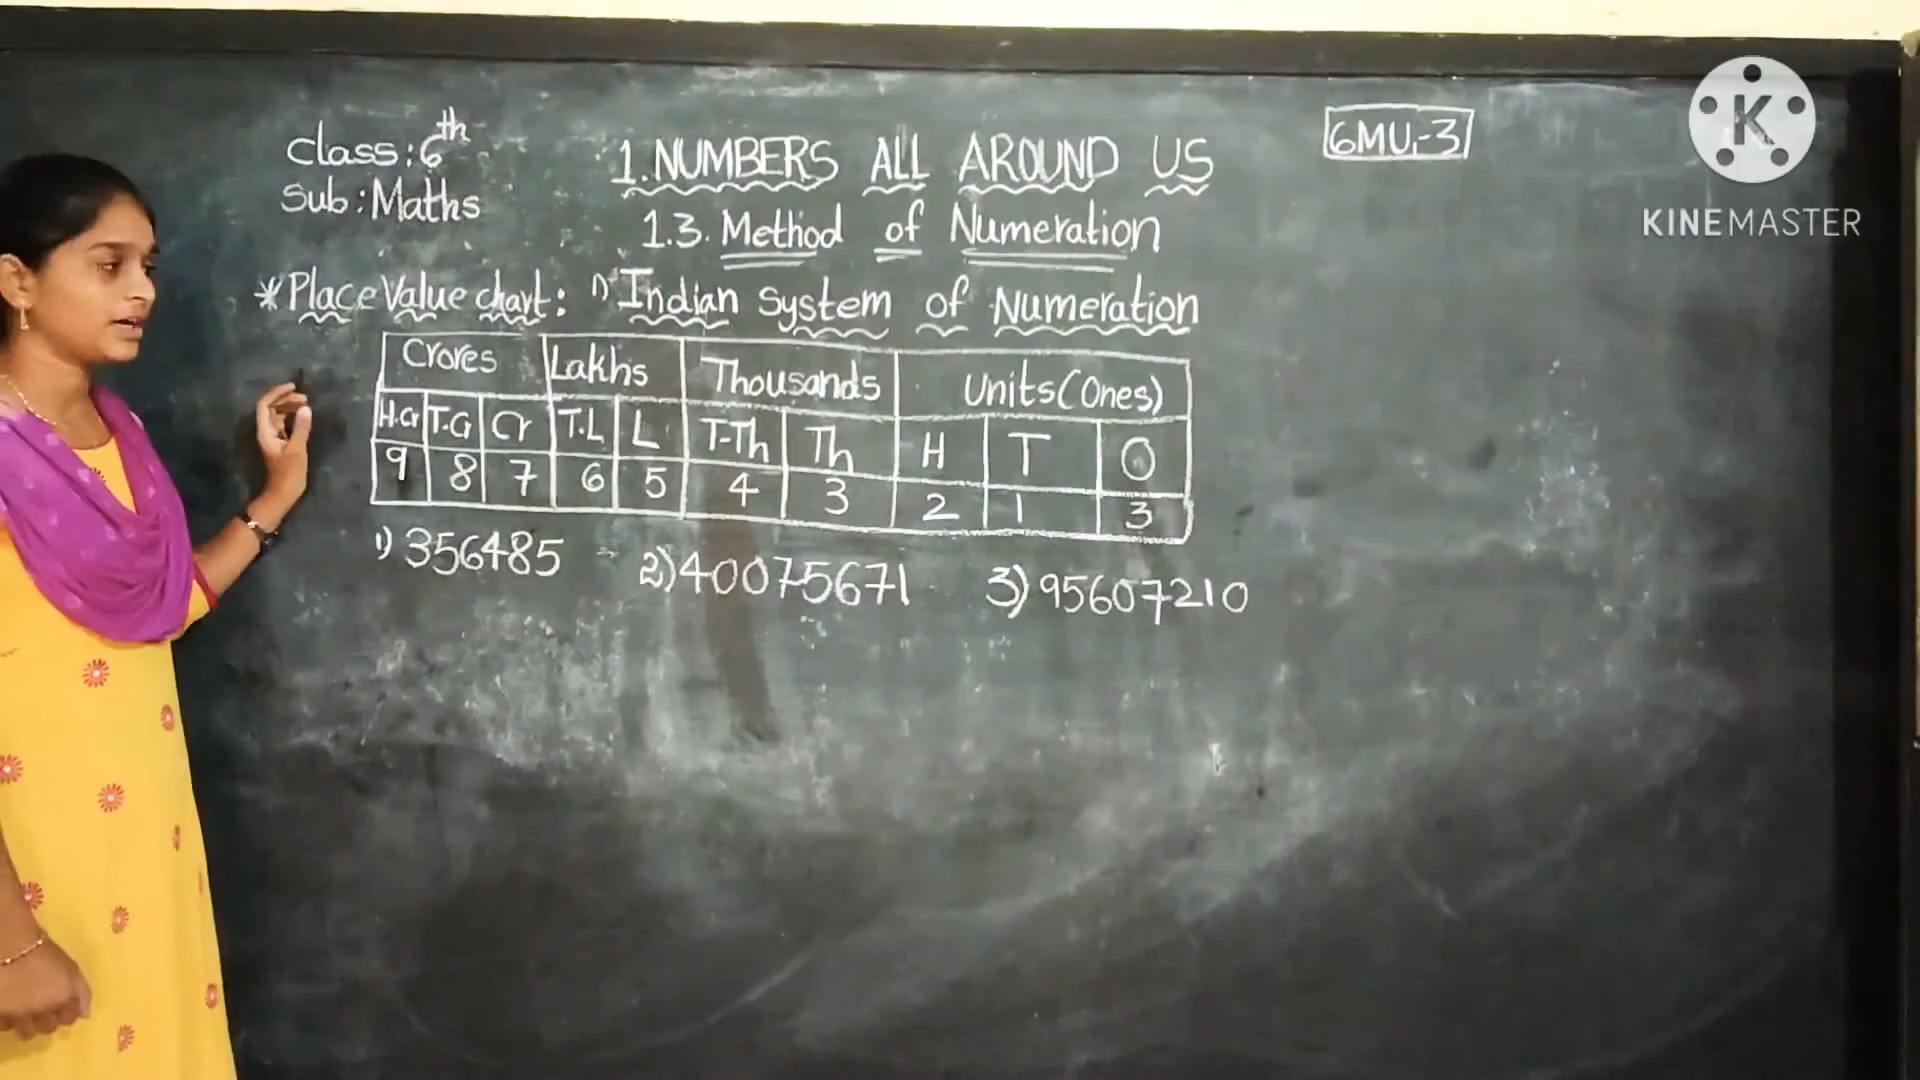 class: 6th
Sub: Maths
1. NUMBERS ALL AROUND US
6MU-3
K
KINEMASTER
1.3. Method of Numeration
*Place Value chart: 1) Indian System of Numeration
Crores Lakhs Thousands Units(Ones)
H.Cr T.Cr Cr T.L L T-Th Th H T O
9 8 7 6 5 4 3 2 1 3
1) 356485 2) 40075671 3) 95607210